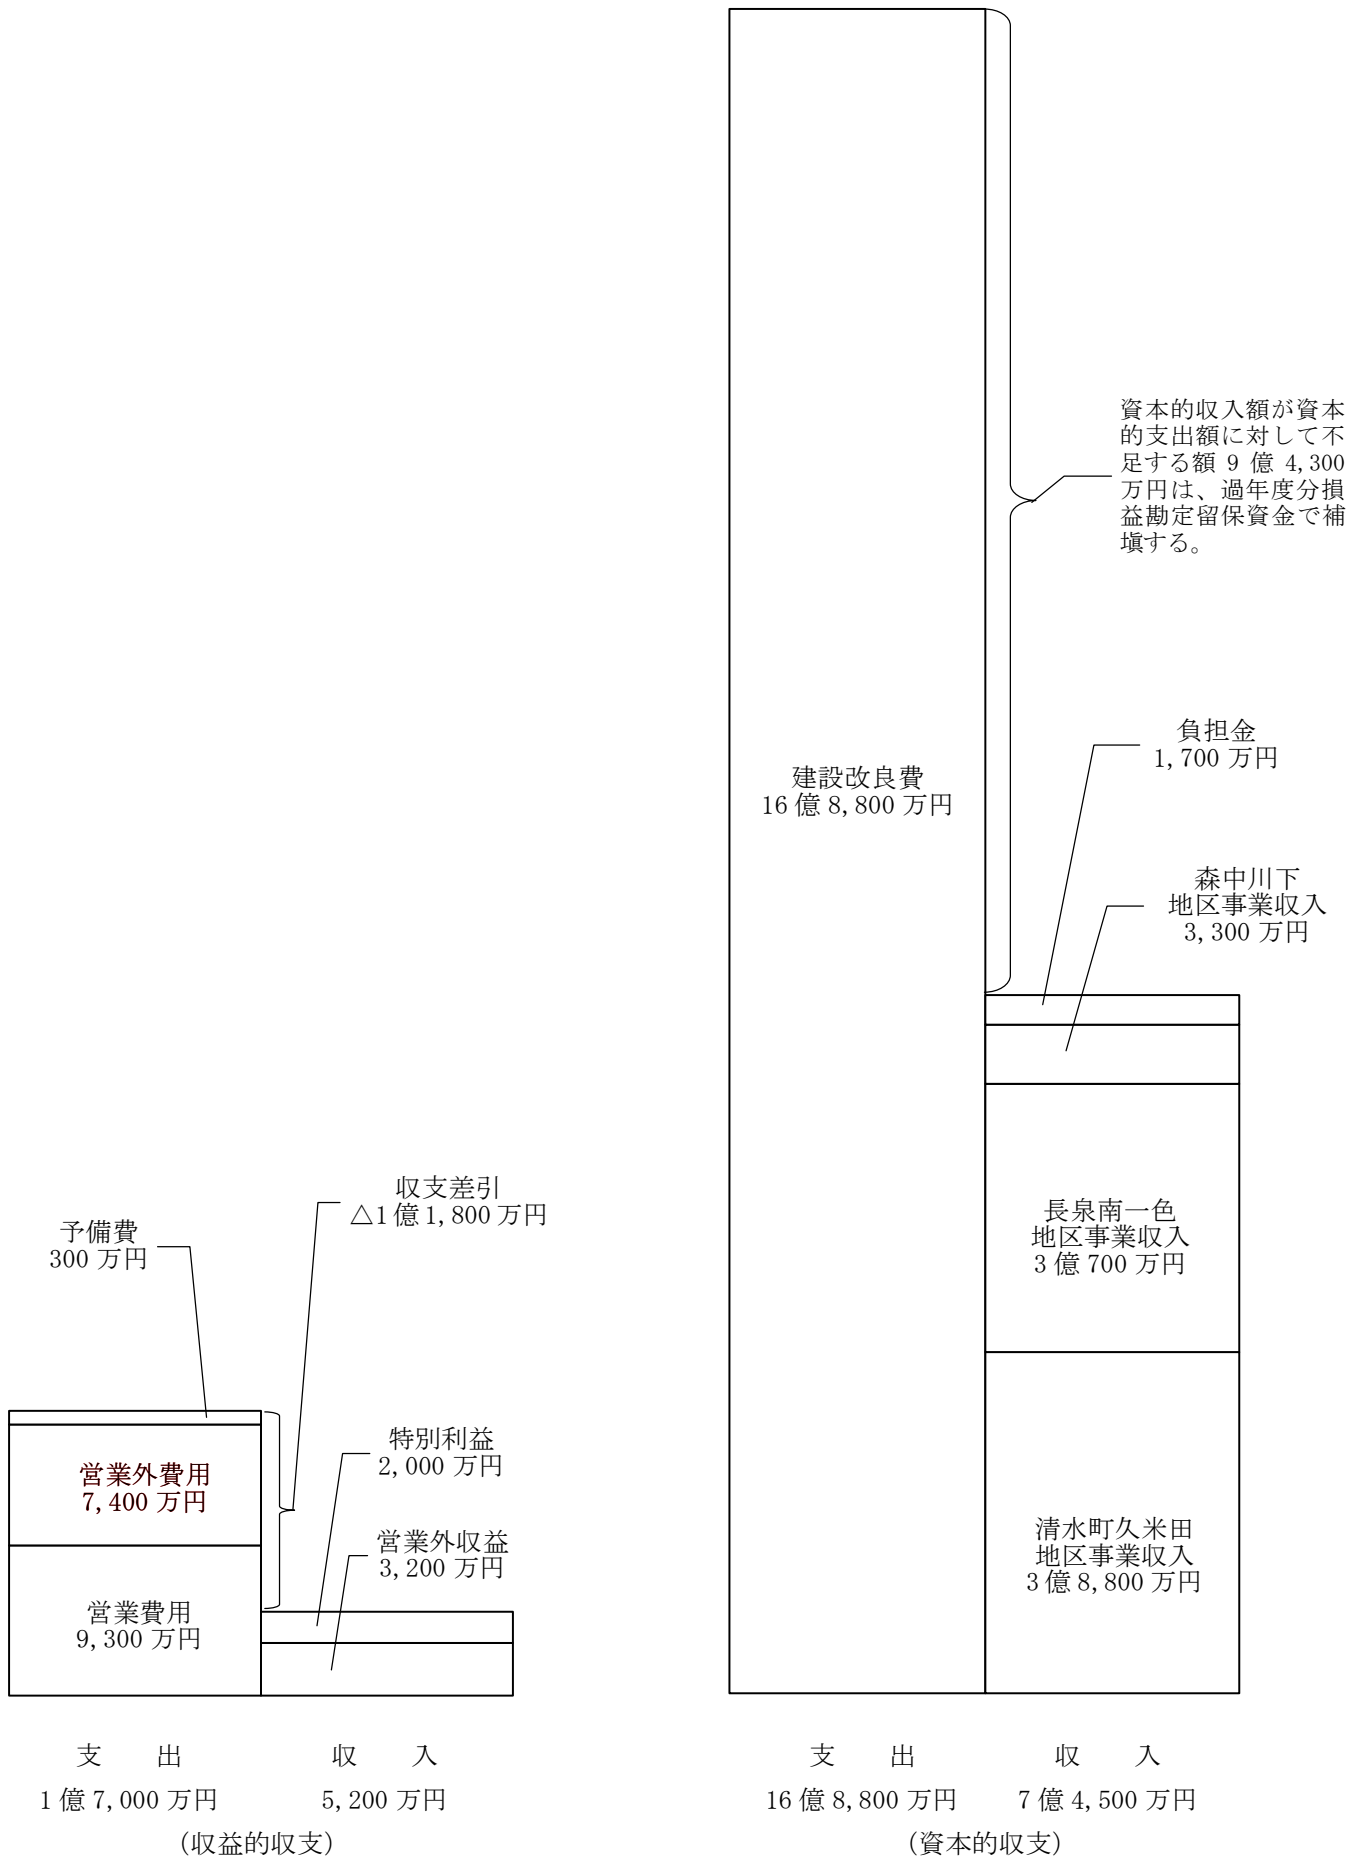 資本的収入額が資本
的支出額に対して不
足する額 9 億 4,300
万円は、過年度分損
益勘定留保資金で補
塡する。
負担金
1,700 万円
建設改良費
16 億 8,800 万円
森中川下
地区事業収入
3,300 万円
収支差引
△1 億 1,800 万円
予備費
300 万円
長泉南一色
地区事業収入
3 億 700 万円
特別利益
2,000 万円
営業外費用
7,400 万円
営業外収益
3,200 万円
清水町久米田
地区事業収入
3 億 8,800 万円
営業費用
9,300 万円
支 出 収 入
1 億 7,000 万円 5,200 万円
（収益的収支）
支 出 収 入
16 億 8,800 万円 7 億 4,500 万円
（資本的収支）